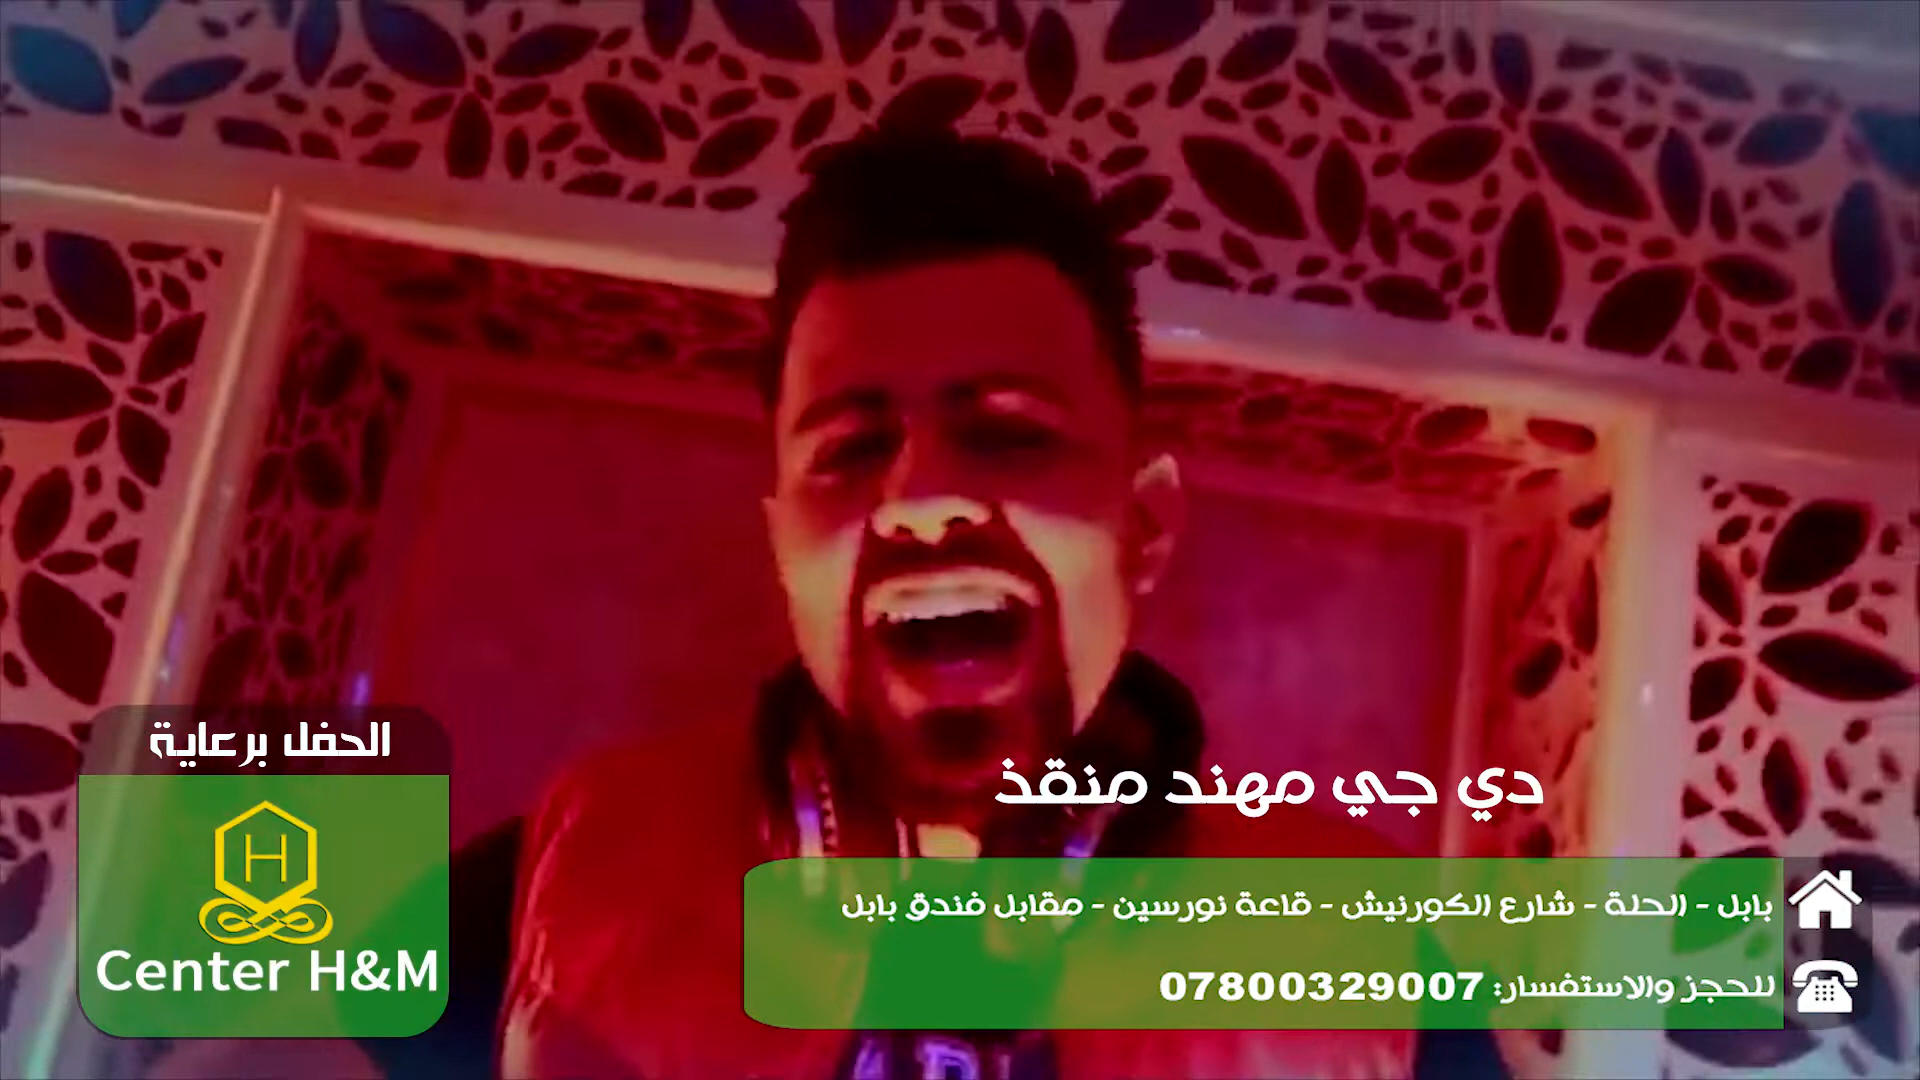 الحفل برعاية
H
Center H&M
دي جي مهند منقذ
بابل - الحلة - شارع الكورنيش - قاعة نورسين - مقابل فندق بابل
للحجز والاستفسار: 07800329007